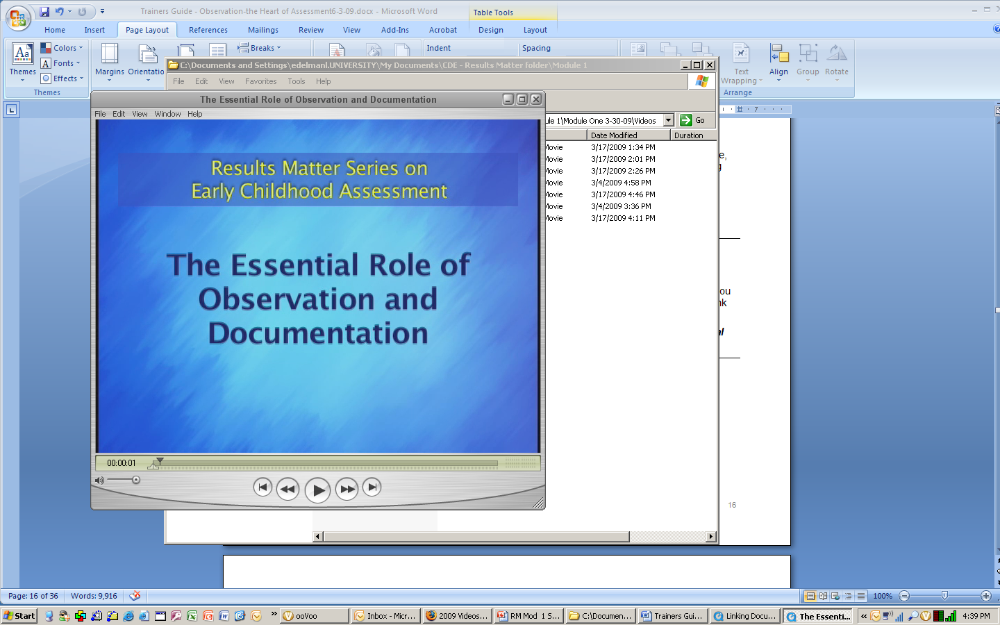 Trainers Guide - Observation-the Heart of Assessment6-3-09.docx - Microsoft Word
Table Tools
Home Insert Page Layout References Mailings Review View Add-Ins Acrobat Design Layout
Themes
Colors
Fonts
Effects
Themes
Margins
Orientatio
Breaks
Indent
Spacing
Text
Wrapping
Align
Group
Rotate
Arrange
C:\Documents and Settings\edelmanl.UNIVERSITY\My Documents\CDE - Results Matter folder\Module 1
File Edit View Favorites Tools Help
ule 1\Module One 3-30-09\Videos
Go
Date Modified Duration
Movie 3/17/2009 1:34 PM
Movie 3/17/2009 2:01 PM
Movie 3/17/2009 2:26 PM
Movie 3/4/2009 4:58 PM
Movie 3/17/2009 4:46 PM
Movie 3/4/2009 3:36 PM
Movie 3/17/2009 4:11 PM
The Essential Role of Observation and Documentation
File Edit View Window Help
Results Matter Series on
Early Childhood Assessment
The Essential Role of
Observation and
Documentation
00:00:01
7
e,
g
ou
nk
al
16
Page: 16 of 36 Words: 9,916
100%
Start
ooVoo
Inbox - Micr...
2009 Videos...
RM Mod 1 S...
C:\Documen...
Trainers Gui...
Linking Docu...
The Essenti...
4:39 PM